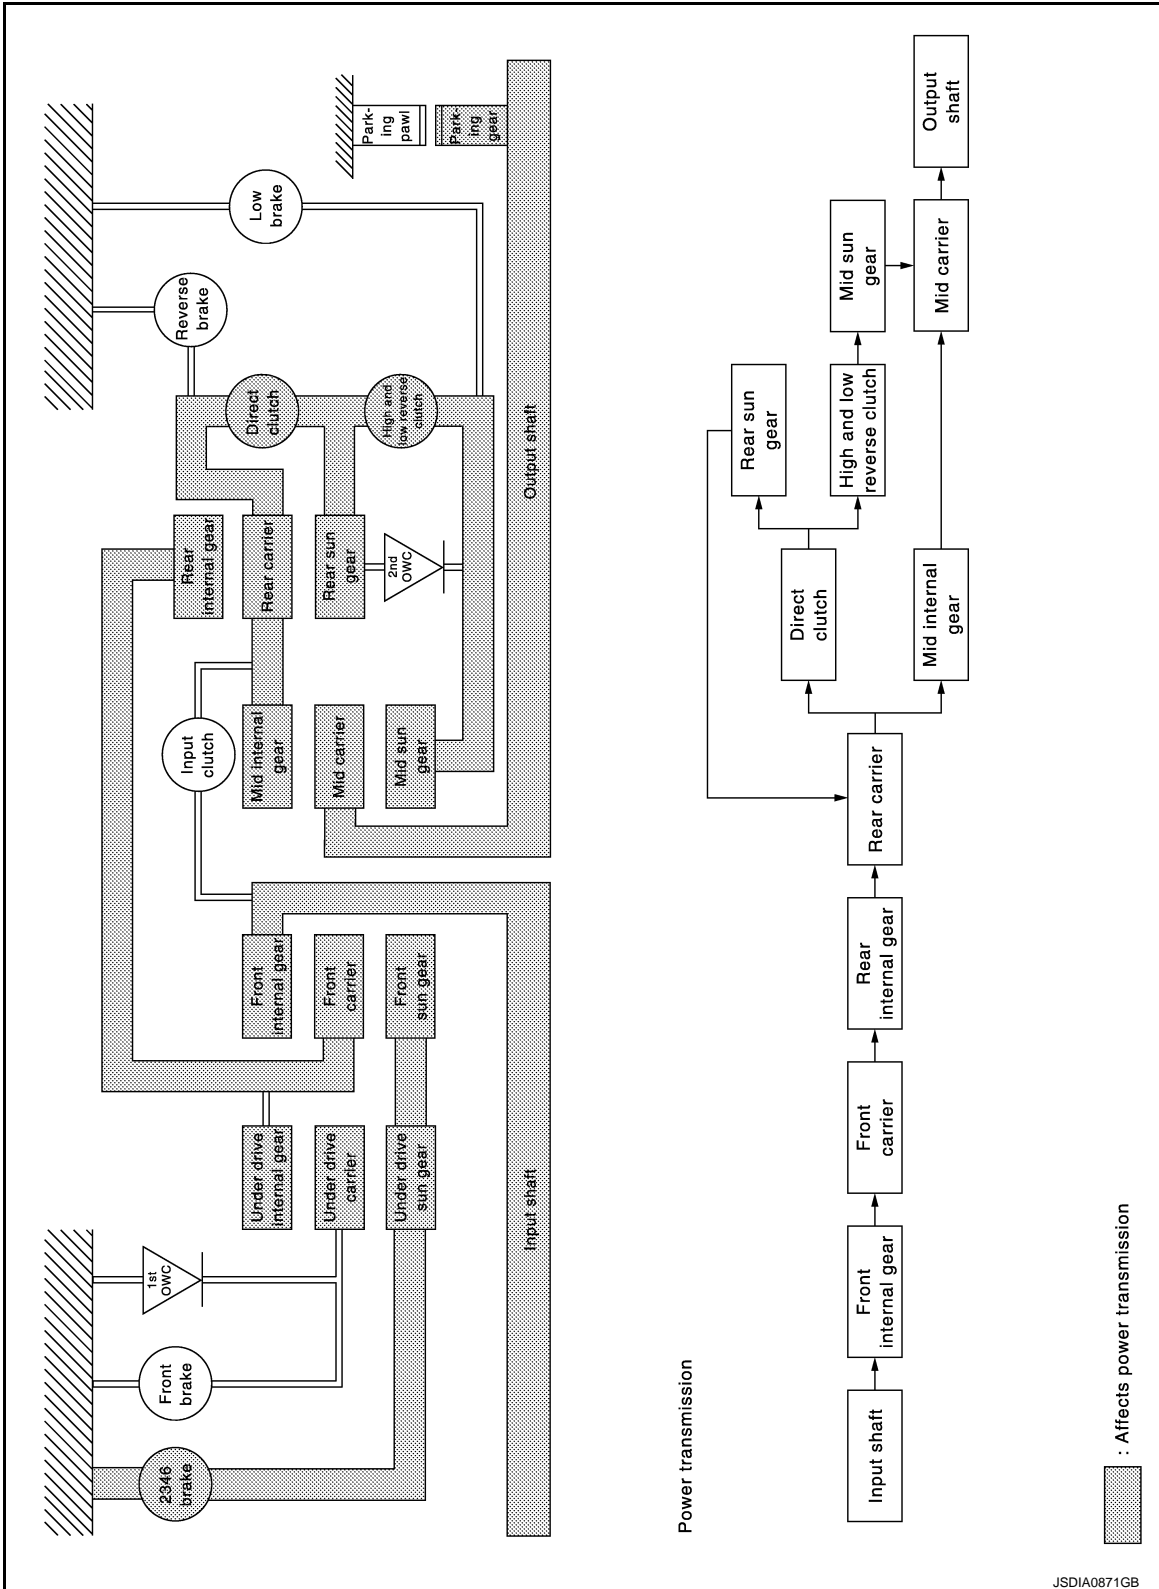 2346
brake
Front
brake
1st
OWC
Under drive
internal gear
Under drive
carrier
Under drive
sun gear
Input shaft
Front
internal gear
Front
carrier
Front
sun gear
Input
clutch
Mid internal
gear
Mid carrier
Mid sun
gear
Rear
internal gear
Rear carrier
Rear sun
gear
2nd
OWC
Reverse
brake
Direct
clutch
High and
low reverse
clutch
Low
brake
Park-
ing
pawl
Park-
ing
gear
Output shaft
Power transmission
Input shaft
Front
internal gear
Front
carrier
Rear
internal gear
Rear carrier
Direct
clutch
Mid internal
gear
Rear sun
gear
High and low
reverse clutch
Mid sun
gear
Mid carrier
Output
shaft
: Affects power transmission
JSDIA0871GB